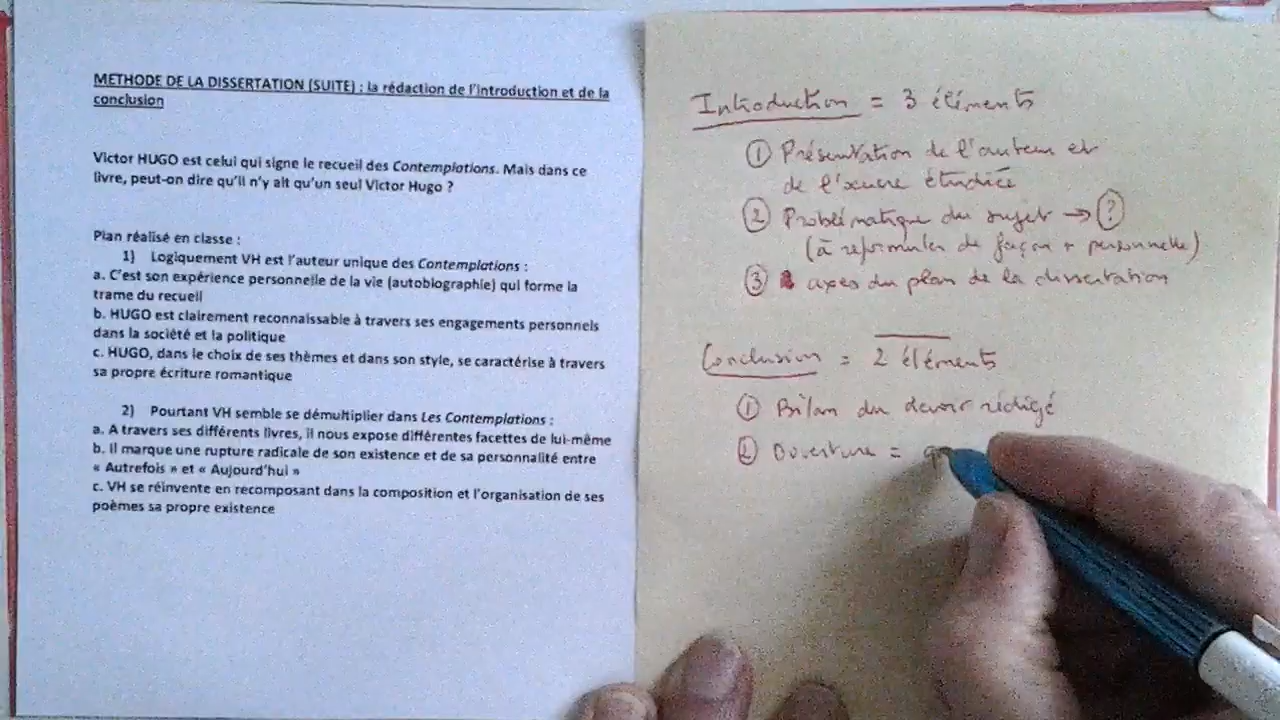 METHODE DE LA DISSERTATION (SUITE) : la rédaction de l'introduction et de la
conclusion
Victor HUGO est celui qui signe le recueil des Contemplations. Mais dans ce
livre, peut-on dire qu'il n'y ait qu'un seul Victor Hugo ?
Plan réalisé en classe :
1) Logiquement VH est l'auteur unique des Contemplations :
a. C'est son expérience personnelle de la vie (autobiographie) qui forme la
trame du recueil
b. HUGO est clairement reconnaissable à travers ses engagements personnels
dans la société et la politique
c. HUGO, dans le choix de ses thèmes et dans son style, se caractérise à travers
sa propre écriture romantique
2) Pourtant VH semble se démultiplier dans Les Contemplations :
a. A travers ses différents livres, il nous expose différentes facettes de lui-même
b. Il marque une rupture radicale de son existence et de sa personnalité entre
« Autrefois » et « Aujourd'hui »
c. VH se réinvente en recomposant dans la composition et l'organisation de ses
poèmes sa propre existence
Introduction = 3 éléments
① Présentation de l'auteur et
de l'œuvre étudiée
② Problématique du sujet → ?
(à reformuler de façon + personnelle)
③ axes du plan de la dissertation
Conclusion = 2 éléments
① Bilan du devoir rédigé
② Ouverture =